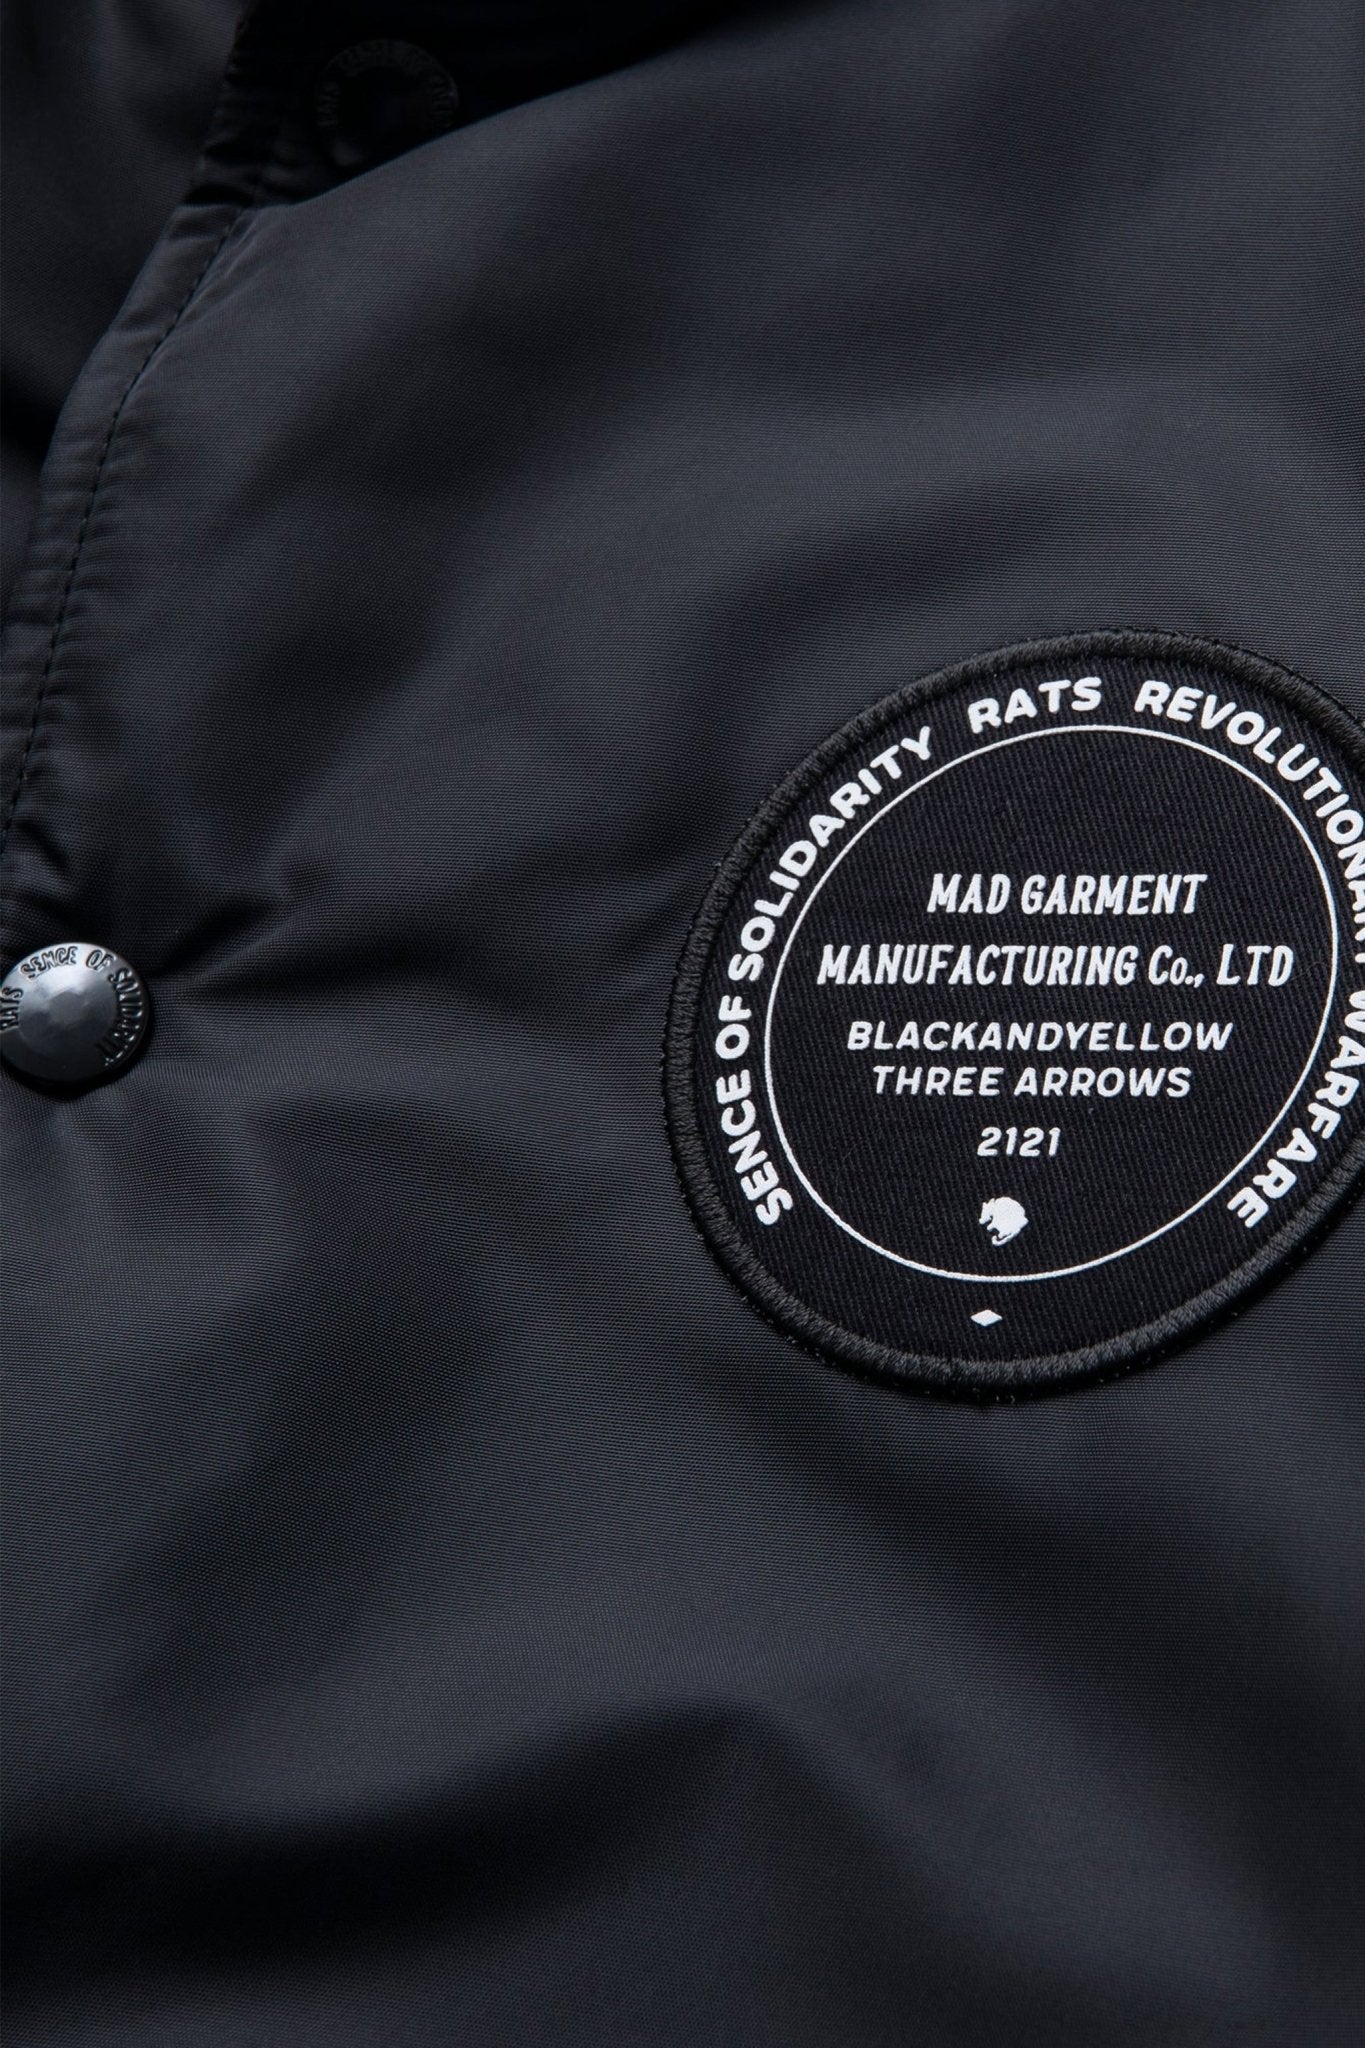 RATS SENCE OF SOLIDARITY
SENCE OF SOLIDARITY RATS REVOLUTIONARY WARFARE
MAD GARMENT
MANUFACTURING Co., LTD
BLACKANDYELLOW
THREE ARROWS
2121